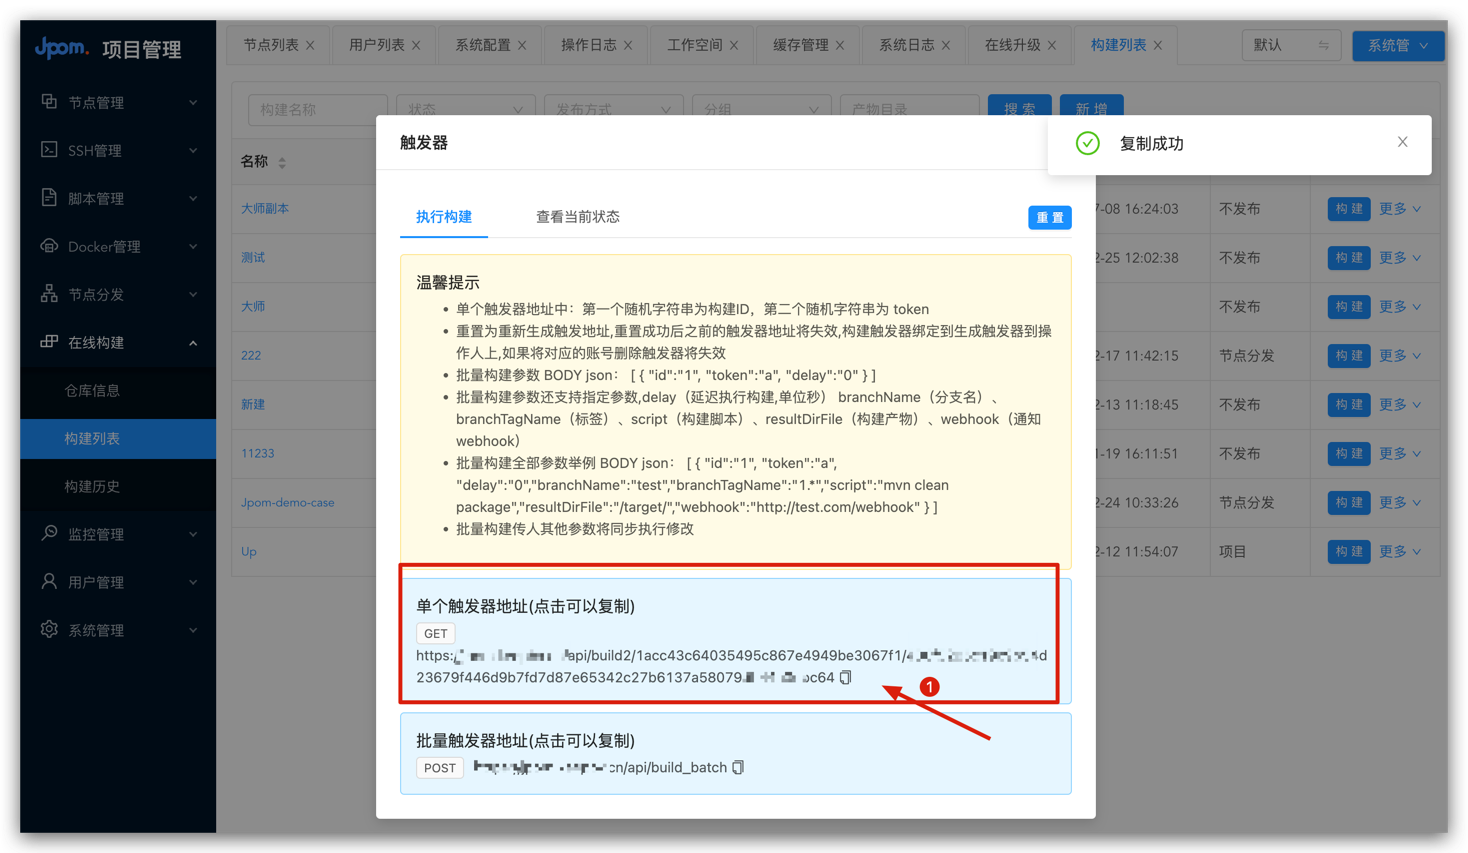 Jpom. 项目管理
节点列表 用户列表 系统配置 操作日志 工作空间 缓存管理 系统日志 在线升级 构建列表 默认 系统管
节点管理
SSH管理
脚本管理
Docker管理
节点分发
在线构建
仓库信息
构建列表
构建历史
监控管理
用户管理
系统管理
构建名称 状态 发布方式 分组 产物目录 搜 索 新 增
复制成功
名称
大师副本 7-08 16:24:03 不发布 构 建 更多
测试 2-25 12:02:38 不发布 构 建 更多
大师 不发布 构 建 更多
222 2-17 11:42:15 节点分发 构 建 更多
新建 2-13 11:18:45 不发布 构 建 更多
11233 1-19 16:11:51 不发布 构 建 更多
Jpom-demo-case 2-24 10:33:26 节点分发 构 建 更多
Up 2-12 11:54:07 项目 构 建 更多
触发器
执行构建 查看当前状态 重 置
温馨提示
单个触发器地址中：第一个随机字符串为构建ID，第二个随机字符串为 token
重置为重新生成触发地址,重置成功后之前的触发器地址将失效,构建触发器绑定到生成触发器到操
作人上,如果将对应的账号删除触发器将失效
批量构建参数 BODY json： [ { "id":"1", "token":"a", "delay":"0" } ]
批量构建参数还支持指定参数,delay（延迟执行构建,单位秒） branchName（分支名）、
branchTagName（标签）、script（构建脚本）、resultDirFile（构建产物）、webhook（通知
webhook）
批量构建全部参数举例 BODY json： [ { "id":"1", "token":"a",
"delay":"0","branchName":"test","branchTagName":"1.*","script":"mvn clean
package","resultDirFile":"/target/","webhook":"http://test.com/webhook" } ]
批量构建传人其他参数将同步执行修改
单个触发器地址(点击可以复制)
GET
https:/ api/build2/1acc43c64035495c867e4949be3067f1/ d
23679f446d9b7fd7d87e65342c27b6137a58079 c64
1
批量触发器地址(点击可以复制)
POST cn/api/build_batch